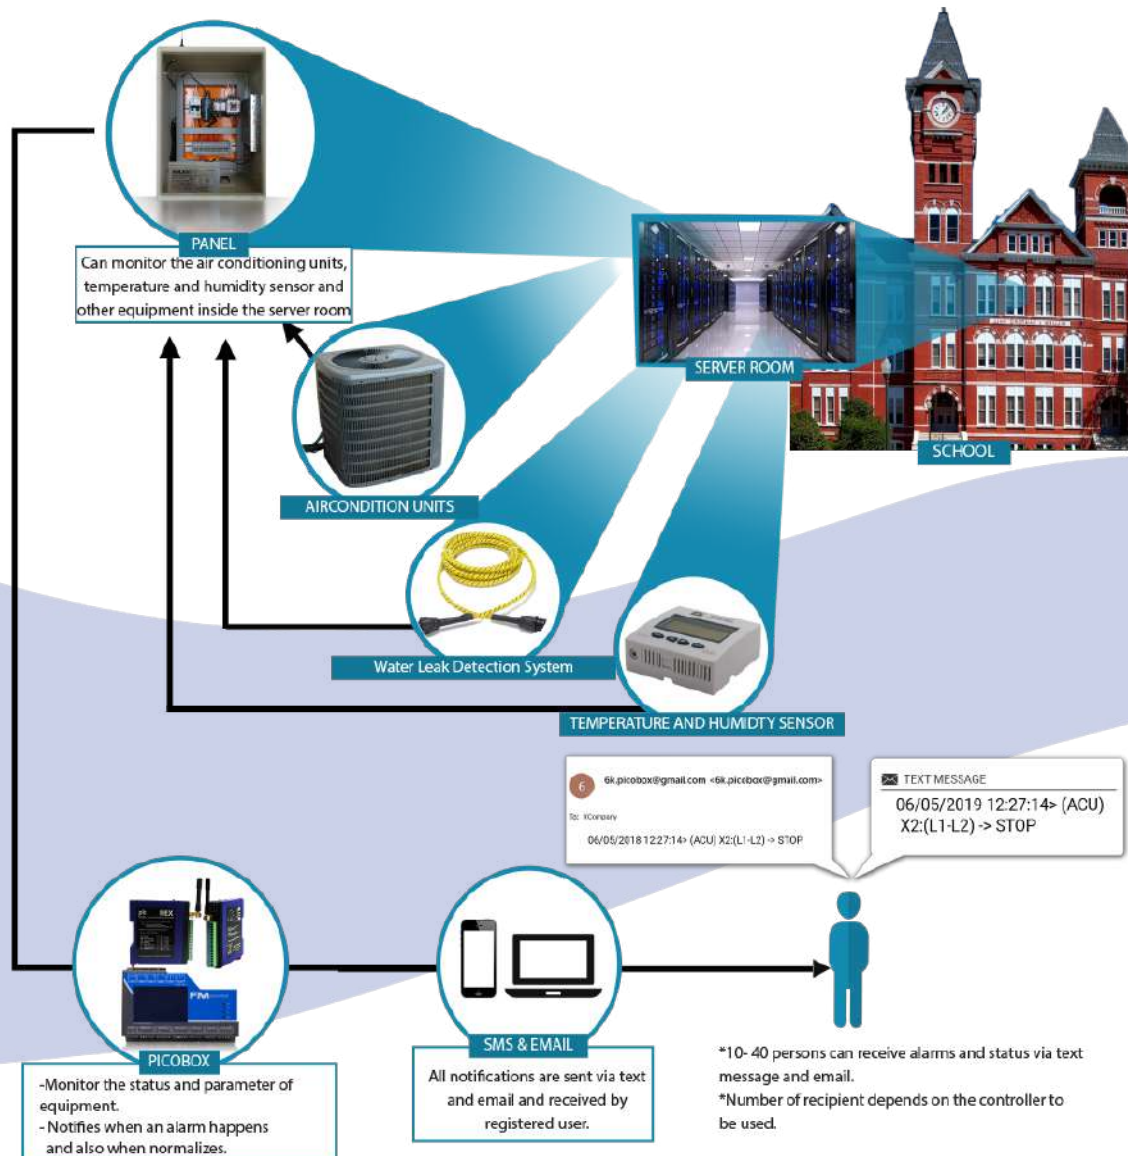 PANEL
Can monitor the air conditioning units,
temperature and humidity sensor and
other equipment inside the server room
SERVER ROOM
SCHOOL
AIRCONDITION UNITS
Water Leak Detection System
TEMPERATURE AND HUMIDTY SENSOR
6
6k.picobox@gmail.com <6k.picobox@gmail.com>
To: XCompany
06/05/2018 12:27:14> (ACU) X2:(L1-L2) -> STOP
TEXT MESSAGE
06/05/2019 12:27:14> (ACU)
X2:(L1-L2) -> STOP
PICOBOX
-Monitor the status and parameter of
equipment.
- Notifies when an alarm happens
and also when normalizes.
SMS & EMAIL
All notifications are sent via text
and email and received by
registered user.
*10- 40 persons can receive alarms and status via text
message and email.
*Number of recipient depends on the controller to
be used.